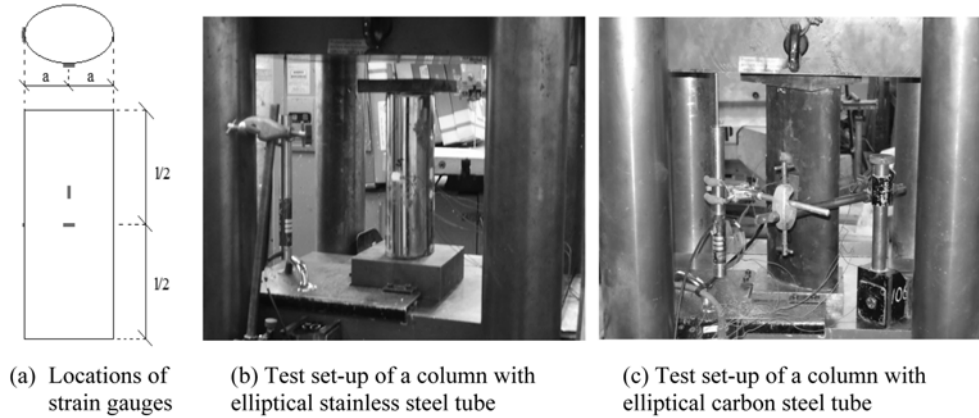 a a
l/2
l/2
106
(a) Locations of
strain gauges
(b) Test set-up of a column with
elliptical stainless steel tube
(c) Test set-up of a column with
elliptical carbon steel tube